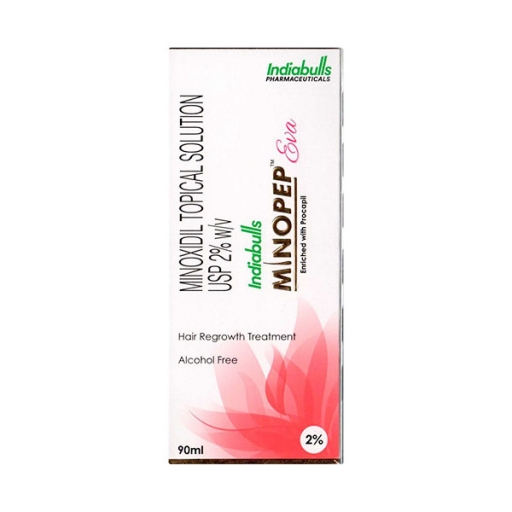 Indiabulls
PHARMACEUTICALS
MINOXIDIL TOPICAL SOLUTION
USP 2% w/v
Indiabulls
MINOPEP™ Eva
Enriched with Procapil
Hair Regrowth Treatment
Alcohol Free
90ml
2%